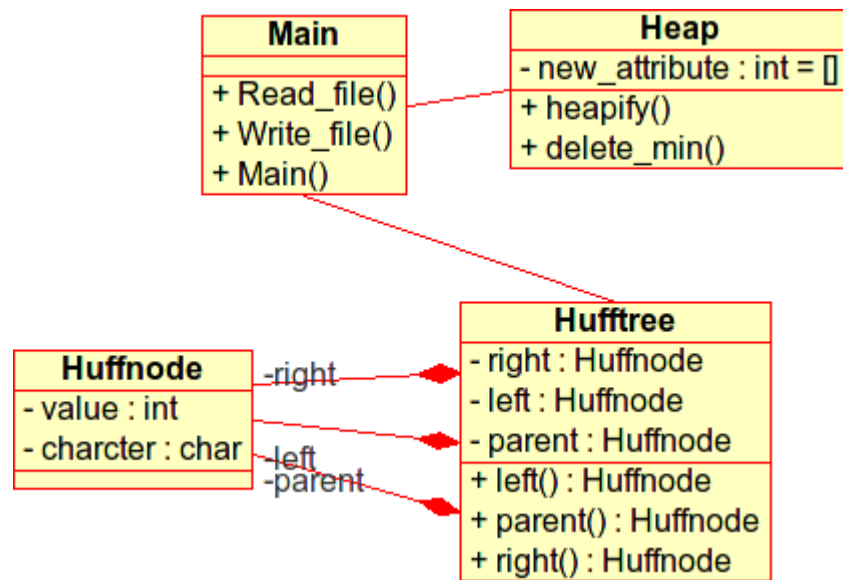 Main
+ Read_file()
+ Write_file()
+ Main()
Heap
- new_attribute : int = []
+ heapify()
+ delete_min()
Huffnode
- value : int
- charcter : char
-right
-left
-parent
Hufftree
- right : Huffnode
- left : Huffnode
- parent : Huffnode
+ left() : Huffnode
+ parent() : Huffnode
+ right() : Huffnode